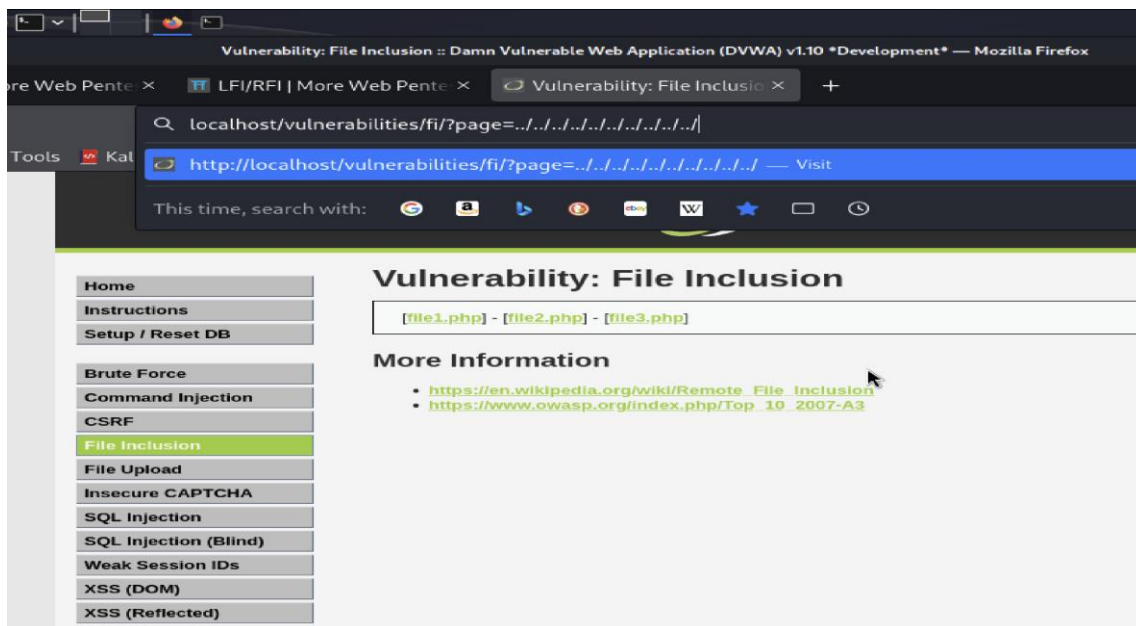 Vulnerability: File Inclusion :: Damn Vulnerable Web Application (DVWA) v1.10 *Development* — Mozilla Firefox
ore Web Pente × LFI/RFI | More Web Pente × Vulnerability: File Inclusio × +
localhost/vulnerabilities/fi/?page=../../../../../../../../../../
Tools Kal
http://localhost/vulnerabilities/fi/?page=../../../../../../../../../../ — Visit
This time, search with:
Vulnerability: File Inclusion
[file1.php] - [file2.php] - [file3.php]
More Information
• https://en.wikipedia.org/wiki/Remote_File_Inclusion
• https://www.owasp.org/index.php/Top_10_2007-A3
Home
Instructions
Setup / Reset DB
Brute Force
Command Injection
CSRF
File Inclusion
File Upload
Insecure CAPTCHA
SQL Injection
SQL Injection (Blind)
Weak Session IDs
XSS (DOM)
XSS (Reflected)